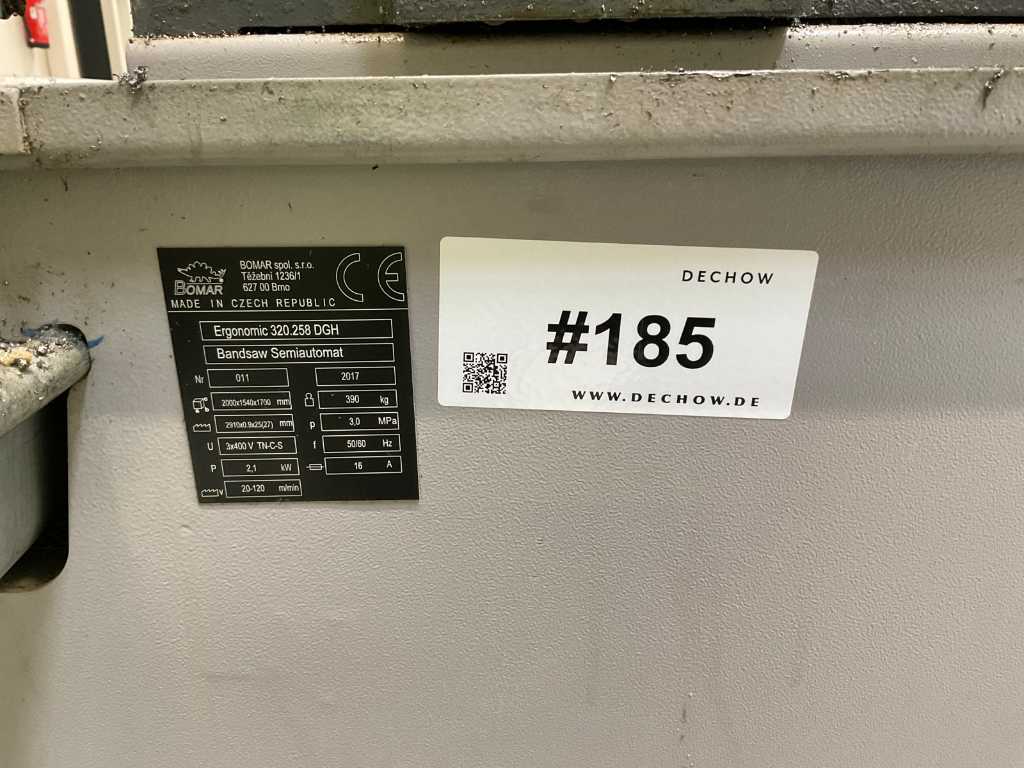 BOMAR
BOMAR spol. s.r.o.
Těžební 1236/1
627 00 Brno
CE
MADE IN CZECH REPUBLIC
Ergonomic 320.258 DGH
Bandsaw Semiautomat
Nr 011 2017
2000x1540x1700 mm 390 kg
2910x0.9x25(27) mm p 3,0 MPa
U 3x400 V TN-C-S f 50/60 Hz
P 2,1 kW 16 A
v 20-120 m/min
DECHOW
#185
WWW.DECHOW.DE